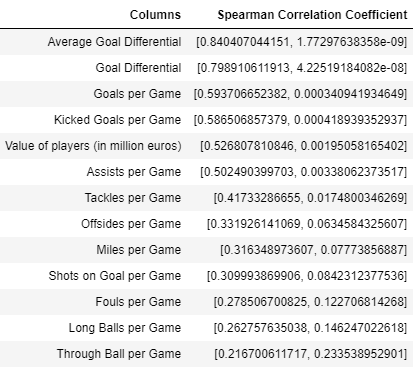 Columns Spearman Correlation Coefficient
Average Goal Differential [0.840407044151, 1.77297638358e-09]
Goal Differential [0.798910611913, 4.22519184082e-08]
Goals per Game [0.593706652382, 0.000340941934649]
Kicked Goals per Game [0.586506857379, 0.000418939352937]
Value of players (in million euros) [0.526807810846, 0.00195058165402]
Assists per Game [0.502490399703, 0.00338062373517]
Tackles per Game [0.41733286655, 0.0174800346269]
Offsides per Game [0.331926141069, 0.0634584325607]
Miles per Game [0.316348973607, 0.07773856887]
Shots on Goal per Game [0.309993869906, 0.0842312377536]
Fouls per Game [0.278506700825, 0.122706814268]
Long Balls per Game [0.262757635038, 0.146247022618]
Through Ball per Game [0.216700611717, 0.233538952901]